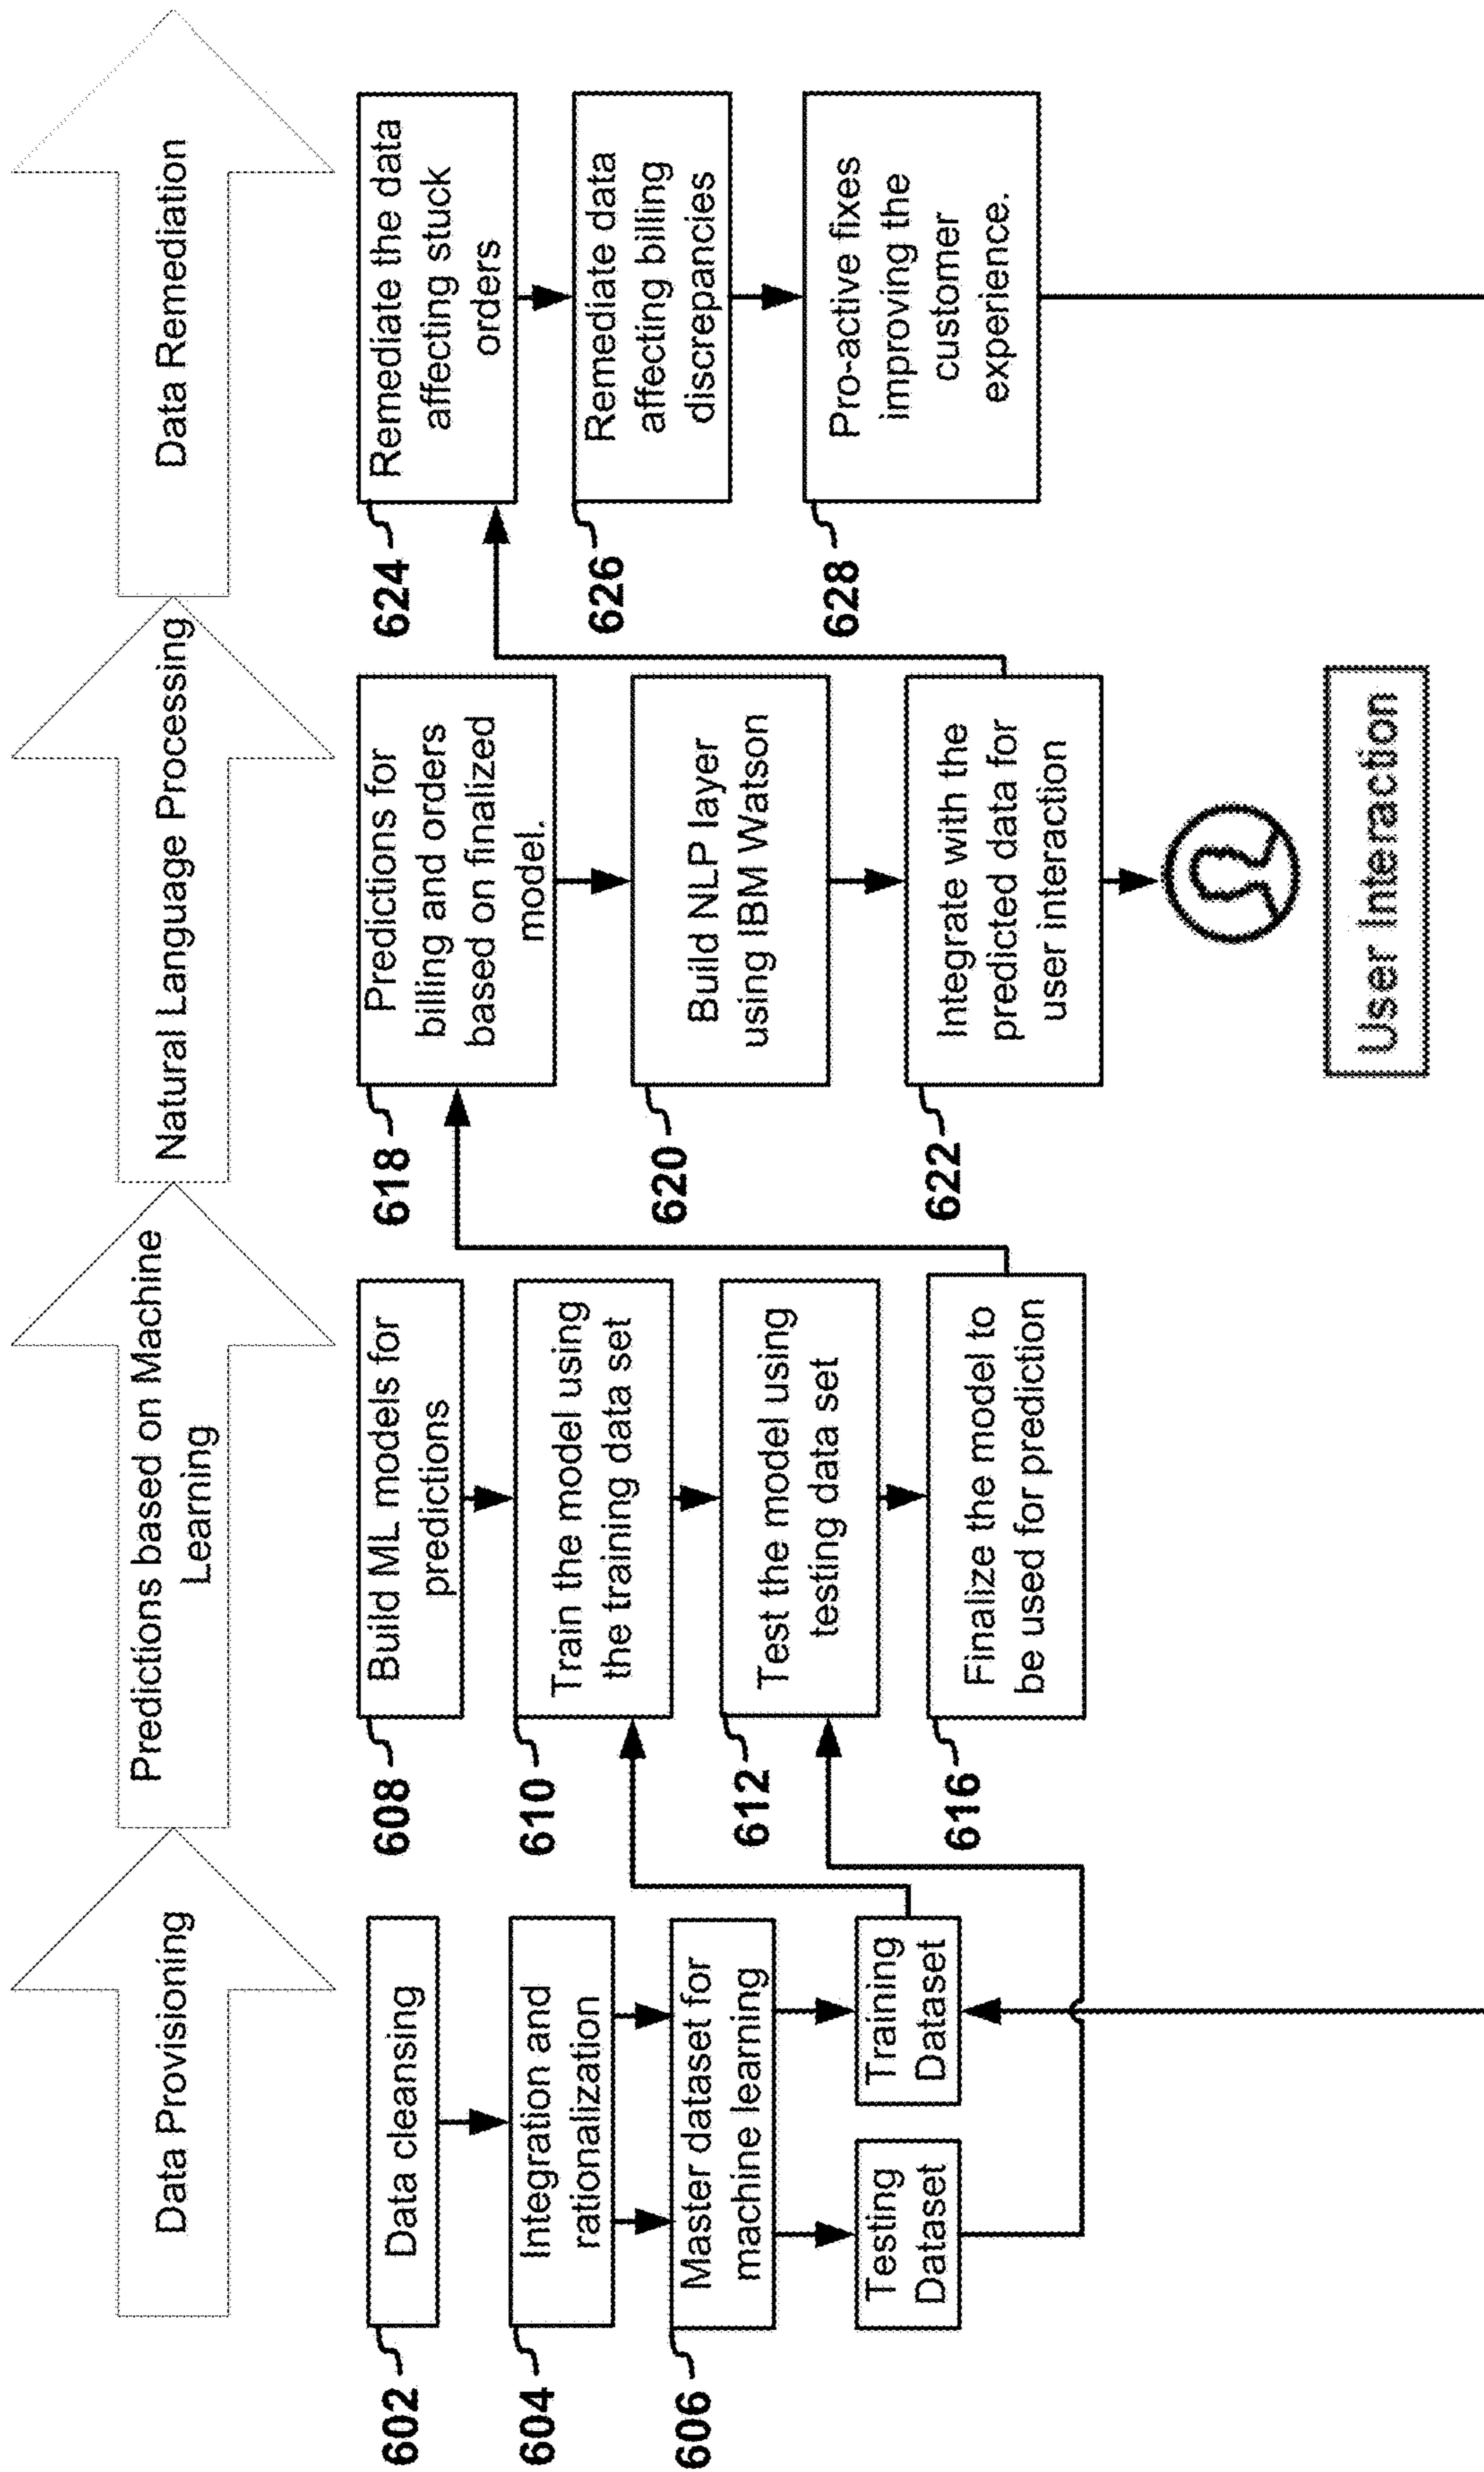 Data Provisioning
Predictions based on Machine
Learning
Natural Language Processing
Data Remediation
602
Data cleansing
604
Integration and
rationalization
606
Master dataset for
machine learning
Testing
Dataset
Training
Dataset
608
Build ML models for
predictions
610
Train the model using
the training data set
612
Test the model using
testing data set
616
Finalize the model to
be used for prediction
618
Predictions for
billing and orders
based on finalized
model.
620
Build NLP layer
using IBM Watson
622
Integrate with the
predicted data for
user interaction
User Interaction
624
Remediate the data
affecting stuck
orders
626
Remediate data
affecting billing
discrepancies
628
Pro-active fixes
improving the
customer
experience.